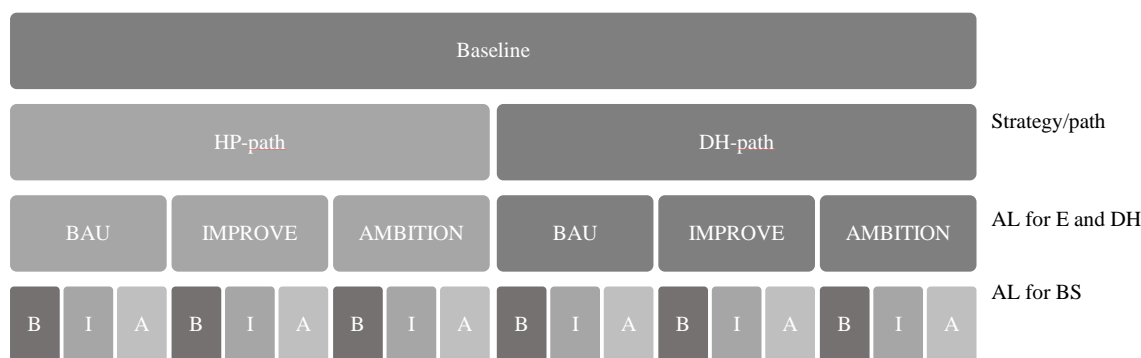 Baseline
HP-path DH-path Strategy/path
BAU IMPROVE AMBITION BAU IMPROVE AMBITION AL for E and DH
B I A B I A B I A B I A B I A B I A AL for BS